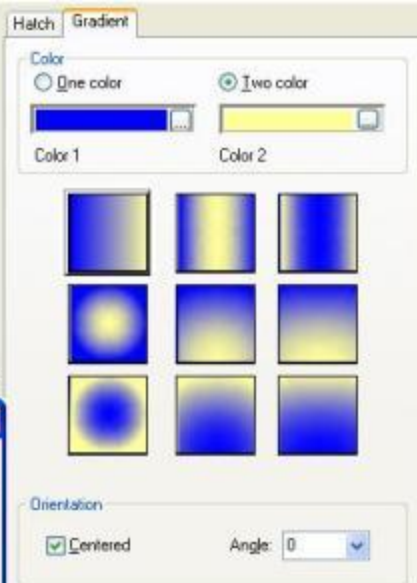 Hatch Gradient
Color
One color Two color
...
Color 1 Color 2
Orientation
Centered Angle: 0